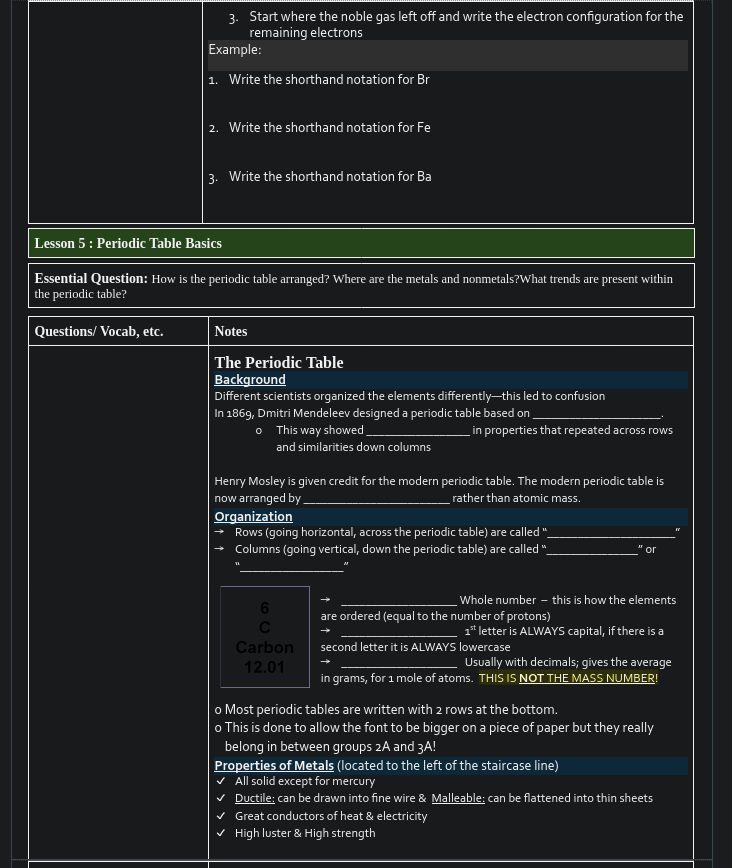 3. Start where the noble gas left off and write the electron configuration for the
remaining electrons
Example:
1. Write the shorthand notation for Br
2. Write the shorthand notation for Fe
3. Write the shorthand notation for Ba
Lesson 5 : Periodic Table Basics
Essential Question: How is the periodic table arranged? Where are the metals and nonmetals?What trends are present within
the periodic table?
Questions/ Vocab, etc.
Notes
The Periodic Table
Background
Different scientists organized the elements differently—this led to confusion
In 1869, Dmitri Mendeleev designed a periodic table based on _____________________.
o This way showed _________________ in properties that repeated across rows
and similarities down columns
Henry Mosley is given credit for the modern periodic table. The modern periodic table is
now arranged by ________________________ rather than atomic mass.
Organization
→ Rows (going horizontal, across the periodic table) are called “_____________________”
→ Columns (going vertical, down the periodic table) are called “_______________” or
“_________________”
6
C
Carbon
12.01
→ ___________________ Whole number – this is how the elements
are ordered (equal to the number of protons)
→ ___________________ 1st letter is ALWAYS capital, if there is a
second letter it is ALWAYS lowercase
→ ___________________ Usually with decimals; gives the average
in grams, for 1 mole of atoms. THIS IS NOT THE MASS NUMBER!
o Most periodic tables are written with 2 rows at the bottom.
o This is done to allow the font to be bigger on a piece of paper but they really
belong in between groups 2A and 3A!
Properties of Metals (located to the left of the staircase line)
✓ All solid except for mercury
✓ Ductile: can be drawn into fine wire & Malleable: can be flattened into thin sheets
✓ Great conductors of heat & electricity
✓ High luster & High strength